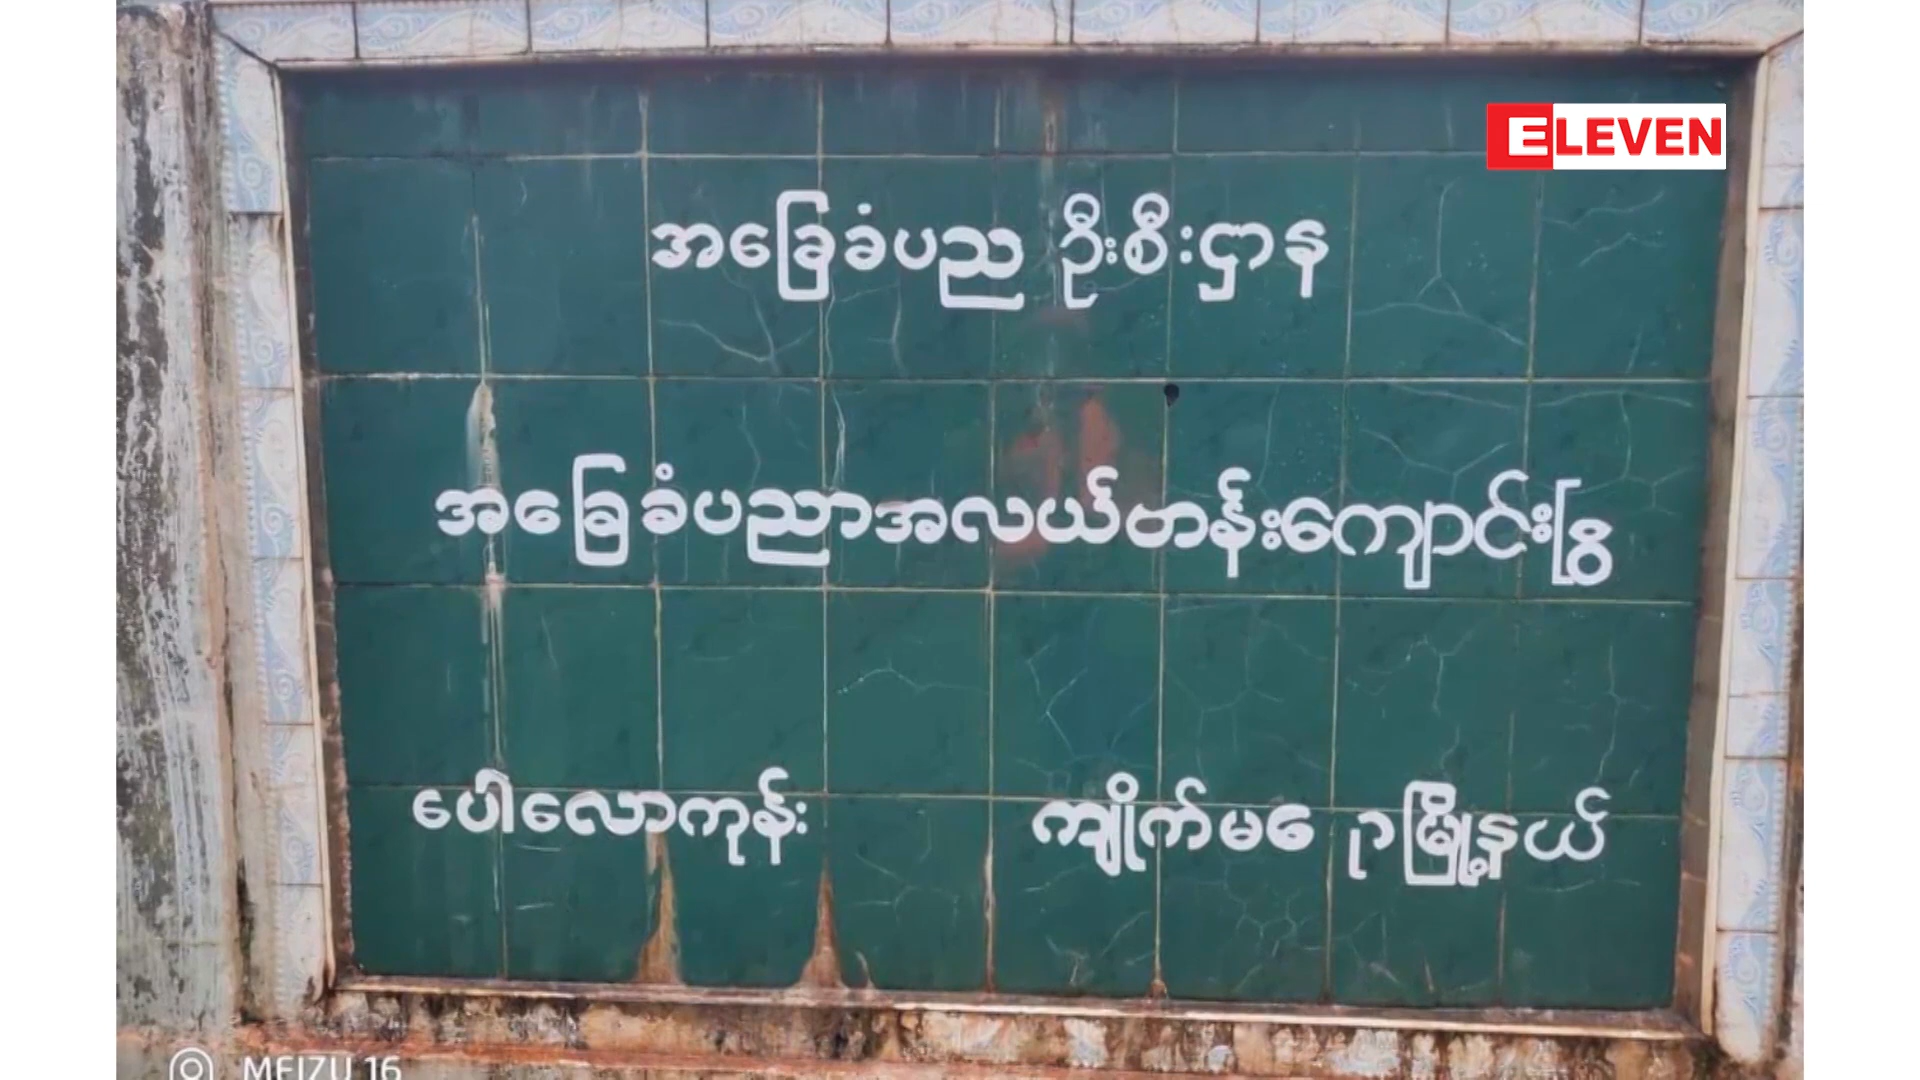 ELEVEN
အခြေခံပည ဦးစီးဌာန
အခြေခံပညာအလယ်တန်းကျောင်းခွဲ
ပေါလောကုန်း ကျိုက်မရောမြို့နယ်
MEIZU 16